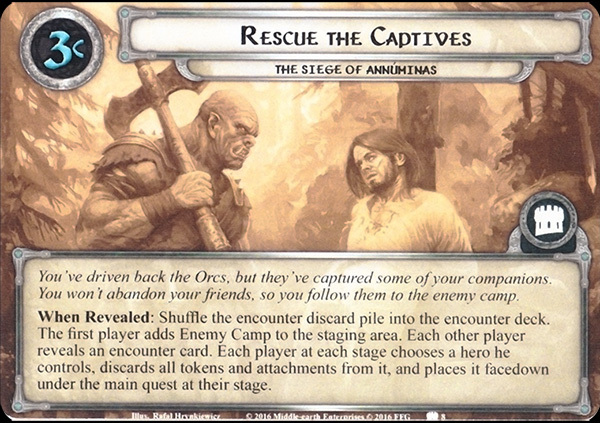 3C
RESCUE THE CAPTIVES
THE SIEGE OF ANNÚMINAS
You've driven back the Orcs, but they've captured some of your companions.
You won't abandon your friends, so you follow them to the enemy camp.
When Revealed: Shuffle the encounter discard pile into the encounter deck.
The first player adds Enemy Camp to the staging area. Each other player
reveals an encounter card. Each player at each stage chooses a hero he
controls, discards all tokens and attachments from it, and places it facedown
under the main quest at their stage.
Illus. Rafał Hrynkiewicz © 2016 Middle-earth Enterprises © 2016 FFG 8